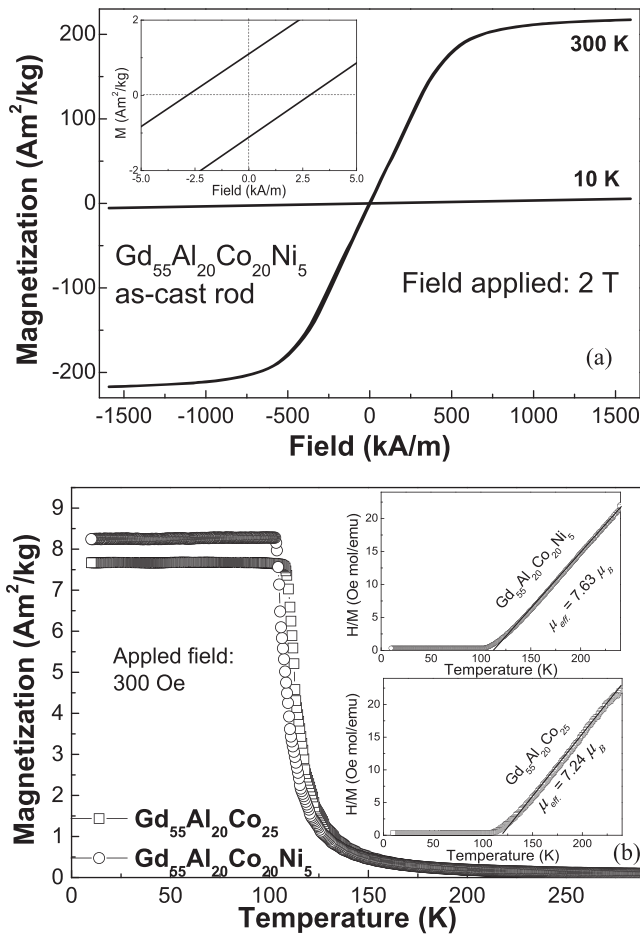 (a)
Magnetization (Am²/kg)
200
100
0
-100
-200
M (Am²/kg)
2
1
0
-1
-2
-5.0 -2.5 0.0 2.5 5.0
Field (kA/m)
300 K
10 K
Gd₅₅Al₂₀Co₂₀Ni₅
as-cast rod
Field applied: 2 T
-1500 -1000 -500 0 500 1000 1500
Field (kA/m)
(b)
Magnetization (Am²/kg)
9
8
7
6
5
4
3
2
1
0
Appled field:
300 Oe
Gd₅₅Al₂₀Co₂₅
Gd₅₅Al₂₀Co₂₀Ni₅
0 50 100 150 200 250
Temperature (K)
H/M (Oe mol/emu)
20
15
10
5
0
Gd₅₅Al₂₀Co₂₀Ni₅
μeff. = 7.63 μB
0 50 100 150 200
Temperature (K)
H/M (Oe mol/emu)
20
15
10
5
0
Gd₅₅Al₂₀Co₂₅
μeff. = 7.24 μB
0 50 100 150 200
Temperature (K)